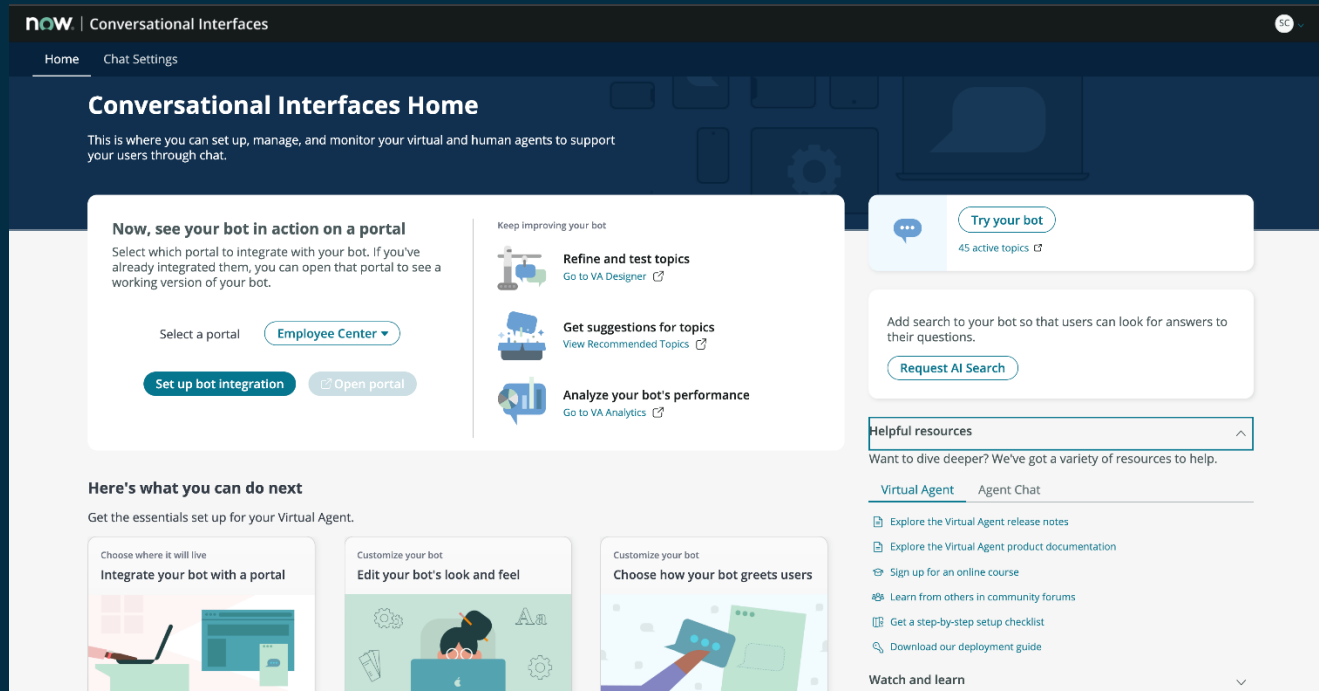 now. | Conversational Interfaces
SC
Home
Chat Settings
Conversational Interfaces Home
This is where you can set up, manage, and monitor your virtual and human agents to support
your users through chat.
Now, see your bot in action on a portal
Select which portal to integrate with your bot. If you've
already integrated them, you can open that portal to see a
working version of your bot.
Select a portal
Employee Center
Set up bot integration
Open portal
Keep improving your bot
Refine and test topics
Go to VA Designer
Get suggestions for topics
View Recommended Topics
Analyze your bot's performance
Go to VA Analytics
Try your bot
45 active topics
Add search to your bot so that users can look for answers to
their questions.
Request AI Search
Helpful resources
Want to dive deeper? We've got a variety of resources to help.
Virtual Agent
Agent Chat
Explore the Virtual Agent release notes
Explore the Virtual Agent product documentation
Sign up for an online course
Learn from others in community forums
Get a step-by-step setup checklist
Download our deployment guide
Watch and learn
Here's what you can do next
Get the essentials set up for your Virtual Agent.
Choose where it will live
Integrate your bot with a portal
Customize your bot
Edit your bot's look and feel
Aa
Customize your bot
Choose how your bot greets users